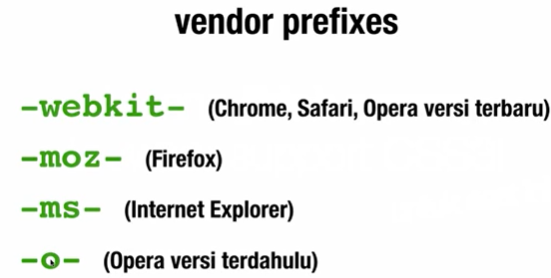 vendor prefixes
-webkit- (Chrome, Safari, Opera versi terbaru)
-moz- (Firefox)
-ms- (Internet Explorer)
-o- (Opera versi terdahulu)